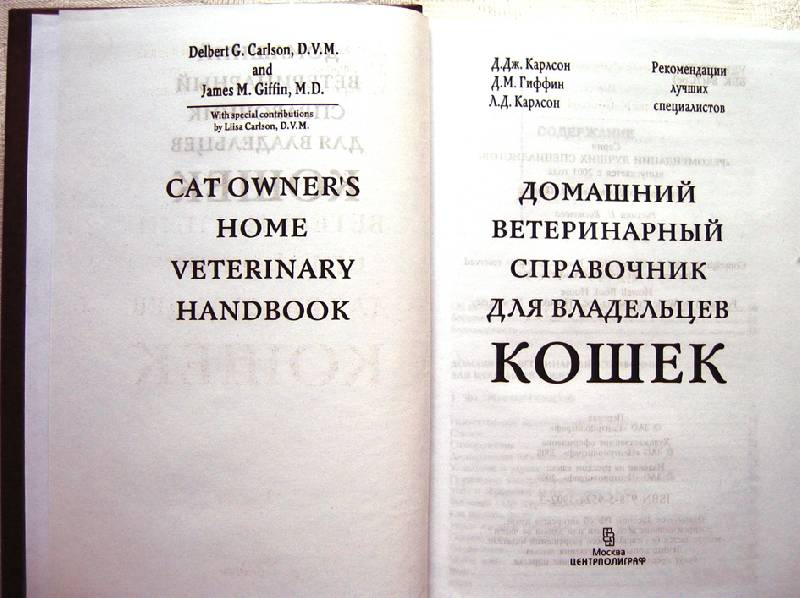 Delbert G. Carlson, D.V.M.
and
James M. Giffin, M.D.
With special contributions
by Liisa Carlson, D.V.M.
CAT OWNER'S
HOME
VETERINARY
HANDBOOK
Д.Дж. Карлсон
Д.М. Гиффин
Л.Д. Карлсон
Рекомендации
лучших
специалистов
ДОМАШНИЙ
ВЕТЕРИНАРНЫЙ
СПРАВОЧНИК
ДЛЯ ВЛАДЕЛЬЦЕВ
КОШЕК
Москва
ЦЕНТРПОЛИГРАФ